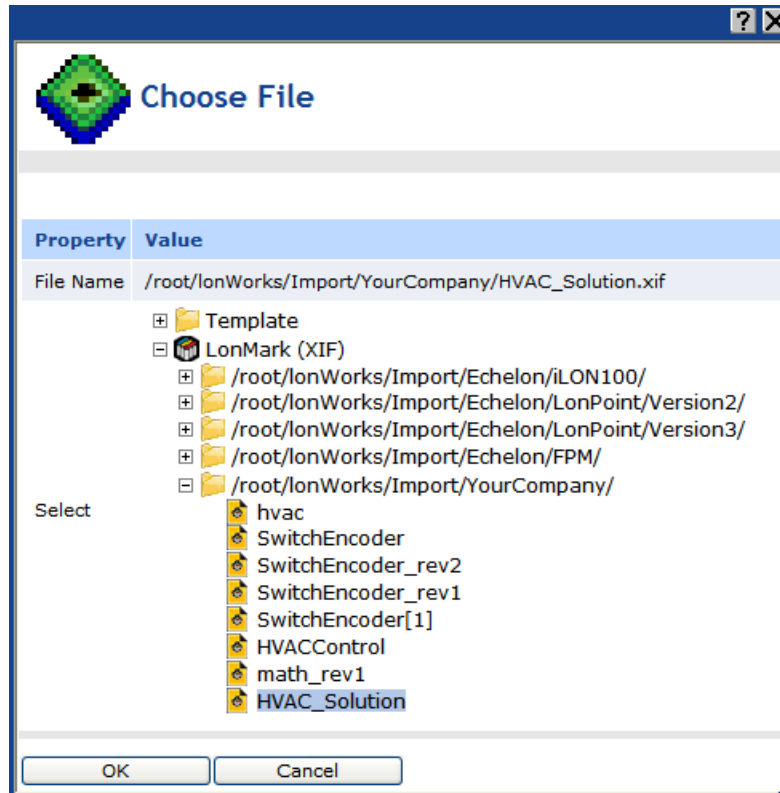 ?
Choose File
Property Value
File Name /root/lonWorks/Import/YourCompany/HVAC_Solution.xif
Template
LonMark (XIF)
/root/lonWorks/Import/Echelon/iLON100/
/root/lonWorks/Import/Echelon/LonPoint/Version2/
/root/lonWorks/Import/Echelon/LonPoint/Version3/
/root/lonWorks/Import/Echelon/FPM/
/root/lonWorks/Import/YourCompany/
Select
hvac
SwitchEncoder
SwitchEncoder_rev2
SwitchEncoder_rev1
SwitchEncoder[1]
HVACControl
math_rev1
HVAC_Solution
OK Cancel